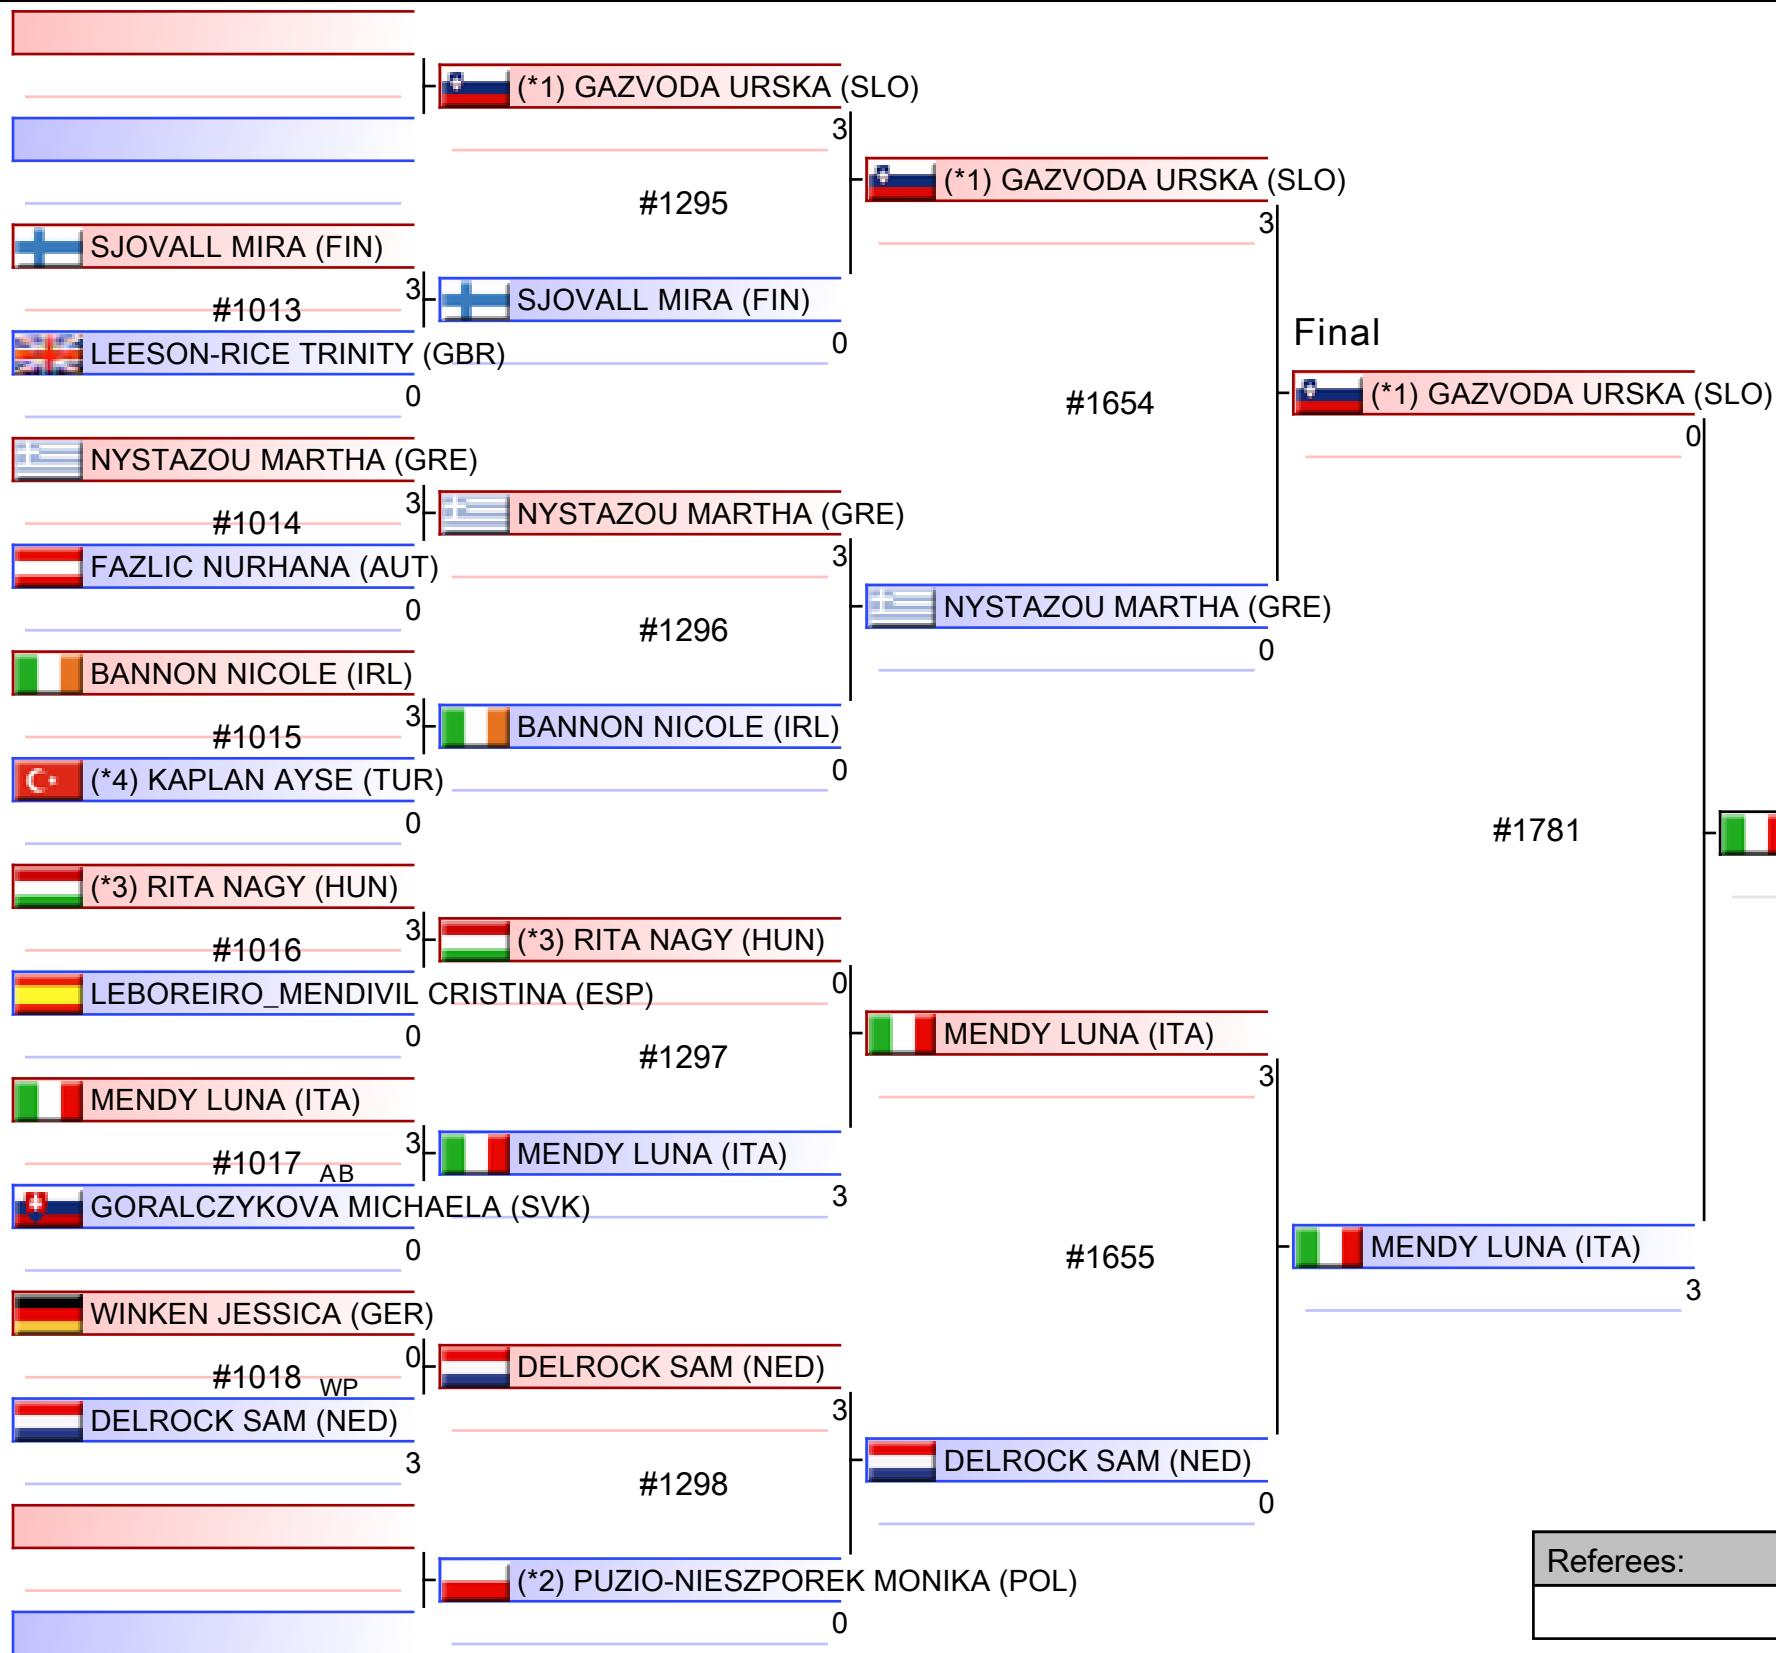 (*1) GAZVODA URSKA (SLO)
3
#1295
(*1) GAZVODA URSKA (SLO)
3
SJOVALL MIRA (FIN)
3
#1013
SJOVALL MIRA (FIN)
0
LEESON-RICE TRINITY (GBR)
0
Final
#1654
(*1) GAZVODA URSKA (SLO)
0
NYSTAZOU MARTHA (GRE)
3
#1014
NYSTAZOU MARTHA (GRE)
3
FAZLIC NURHANA (AUT)
0
#1296
NYSTAZOU MARTHA (GRE)
0
BANNON NICOLE (IRL)
3
#1015
BANNON NICOLE (IRL)
0
(*4) KAPLAN AYSE (TUR)
0
#1781
(*3) RITA NAGY (HUN)
3
#1016
(*3) RITA NAGY (HUN)
0
LEBOREIRO_MENDIVIL CRISTINA (ESP)
0
#1297
MENDY LUNA (ITA)
3
MENDY LUNA (ITA)
3
#1017 AB
MENDY LUNA (ITA)
3
GORALCZYKOVA MICHAELA (SVK)
0
#1655
MENDY LUNA (ITA)
3
WINKEN JESSICA (GER)
0
#1018 WP
DELROCK SAM (NED)
3
DELROCK SAM (NED)
3
#1298
DELROCK SAM (NED)
0
(*2) PUZIO-NIESZPOREK MONIKA (POL)
0
Referees: